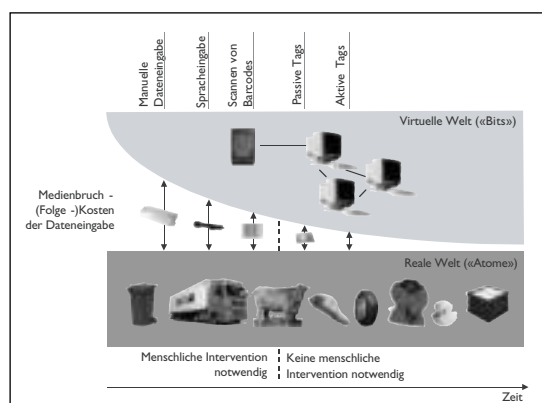 Manuelle
Dateneingabe
Spracheingabe
Scannen von
Barcodes
Passive Tags
Aktive Tags
Virtuelle Welt («Bits»)
Medienbruch -
(Folge -)Kosten
der Dateneingabe
Reale Welt («Atome»)
Menschliche Intervention
notwendig
Keine menschliche
Intervention notwendig
Zeit